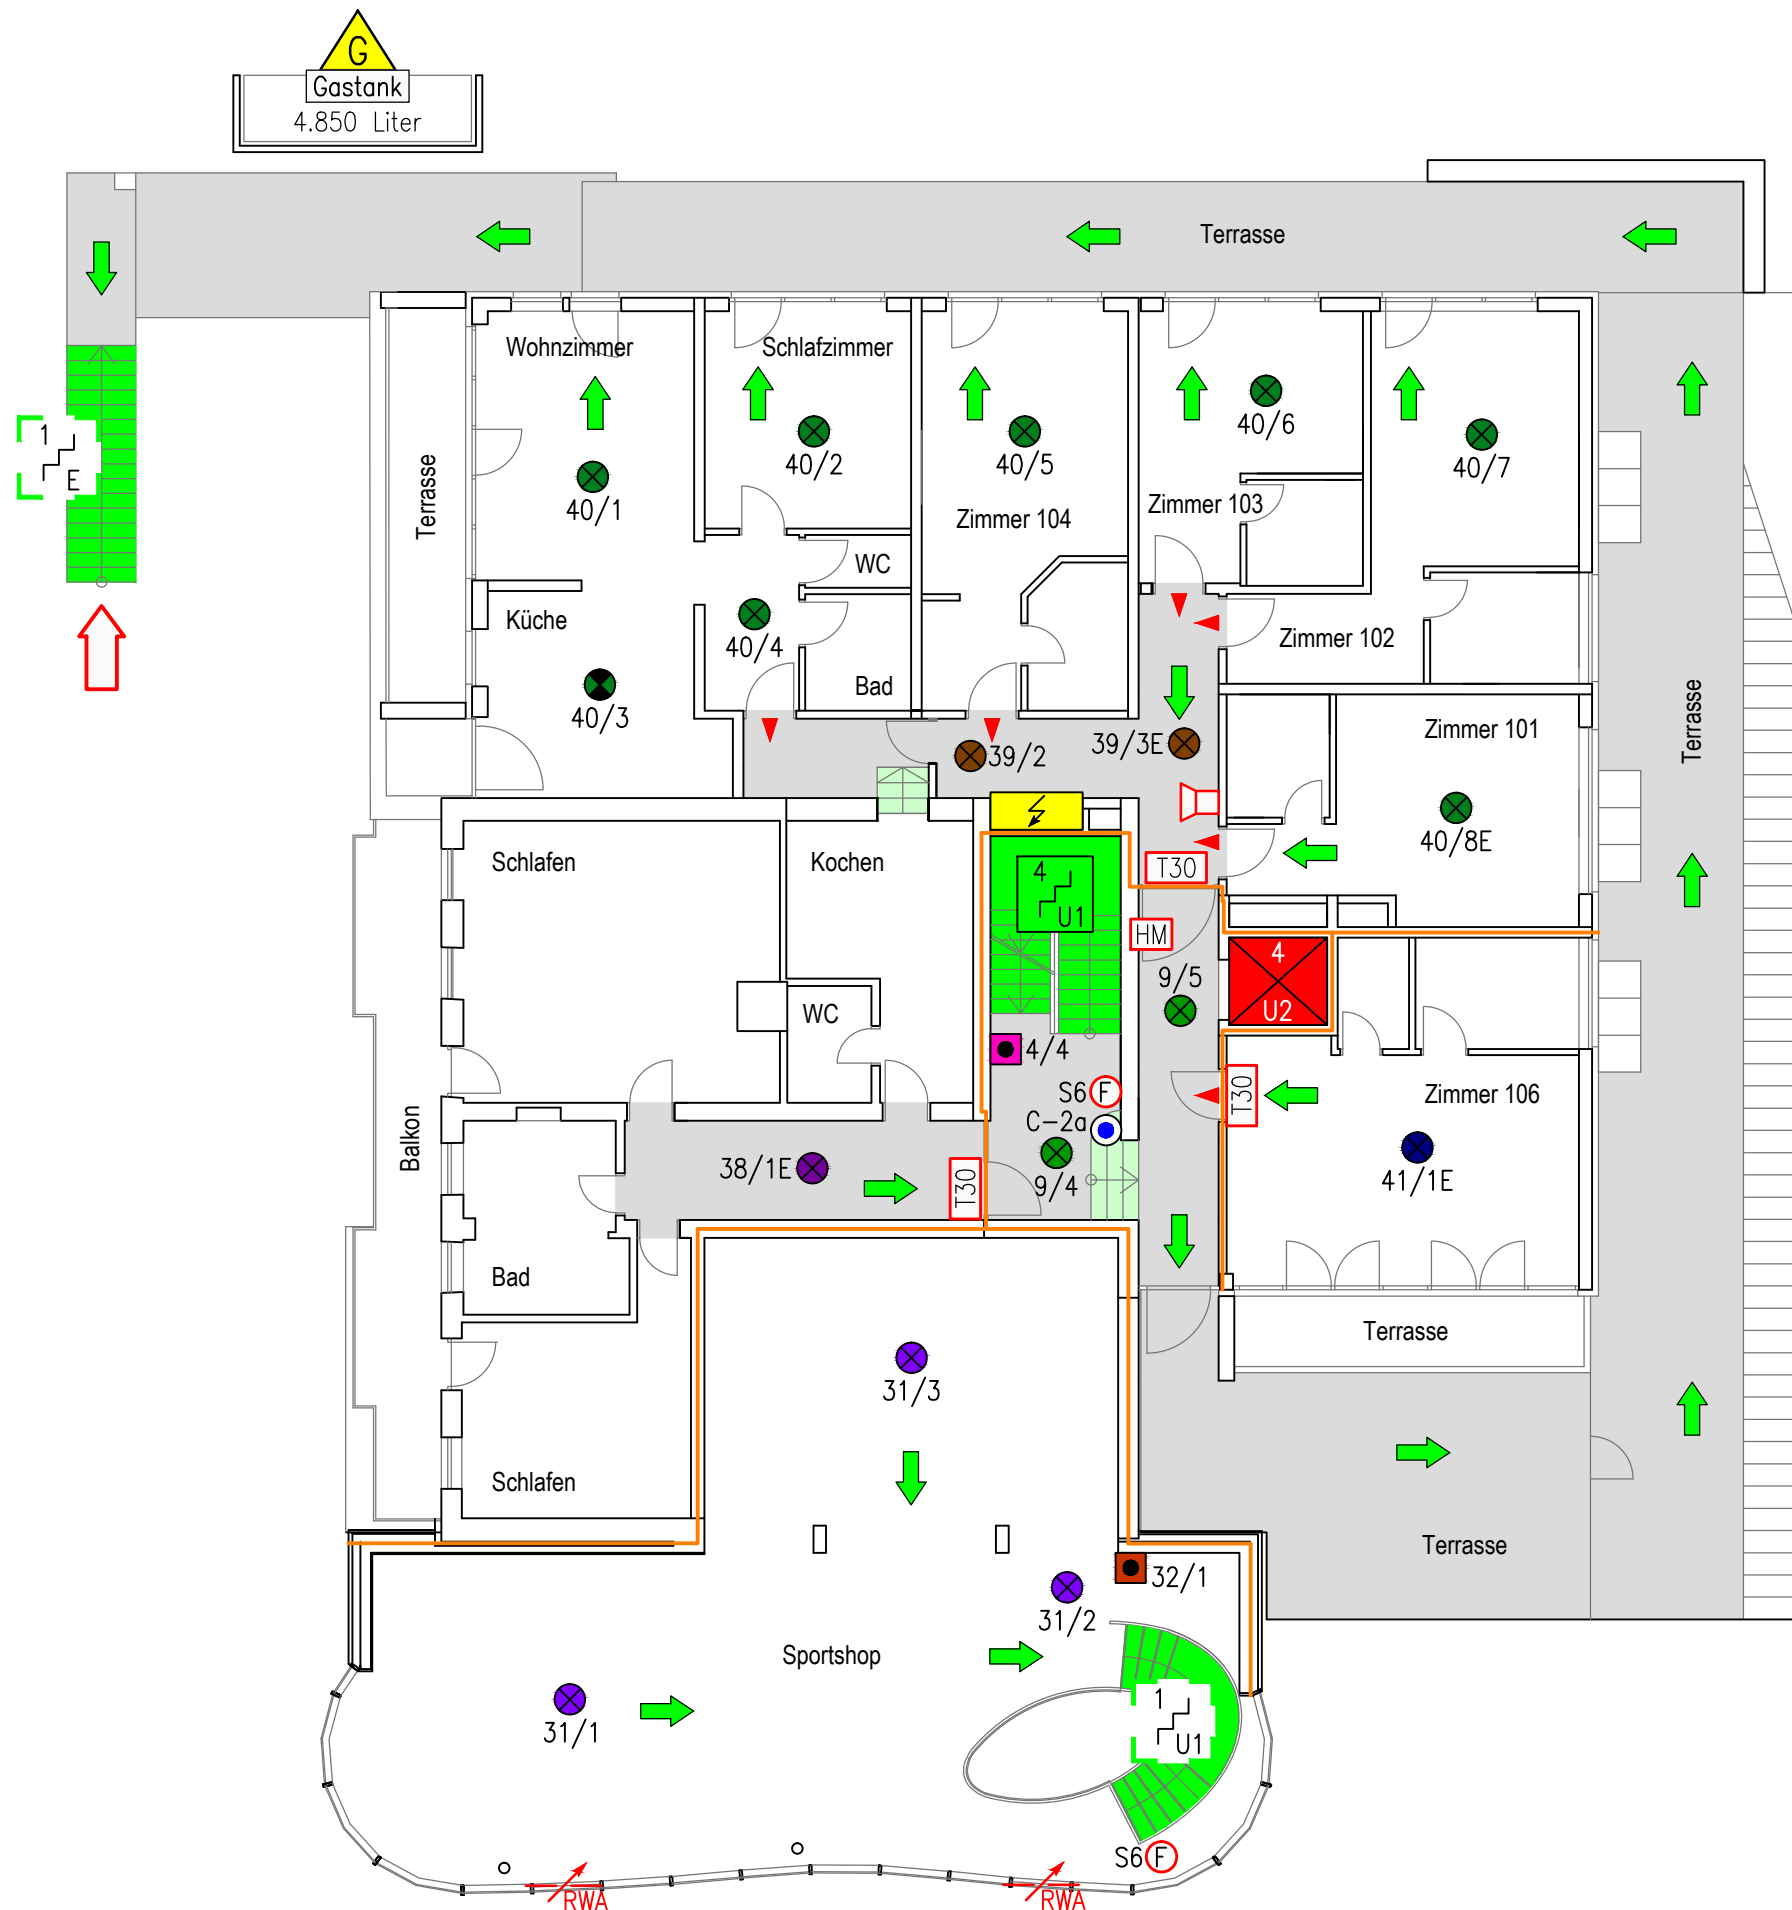 G
Gastank
4.850 Liter
Terrasse
Wohnzimmer
Schlafzimmer
40/6
40/2
40/5
40/7
1
E
40/1
Terrasse
Zimmer 103
Zimmer 104
WC
Küche
40/4
Zimmer 102
Bad
40/3
Zimmer 101
Terrasse
39/2
39/3E
40/8E
Schlafen
Kochen
4
U1
T30
HM
4
U2
9/5
WC
4/4
S6 F
C-2a
T30
Zimmer 106
Balkon
38/1E
T30
9/4
41/1E
Bad
Terrasse
31/3
Schlafen
Terrasse
32/1
31/2
Sportshop
1
U1
31/1
S6 F
RWA
RWA